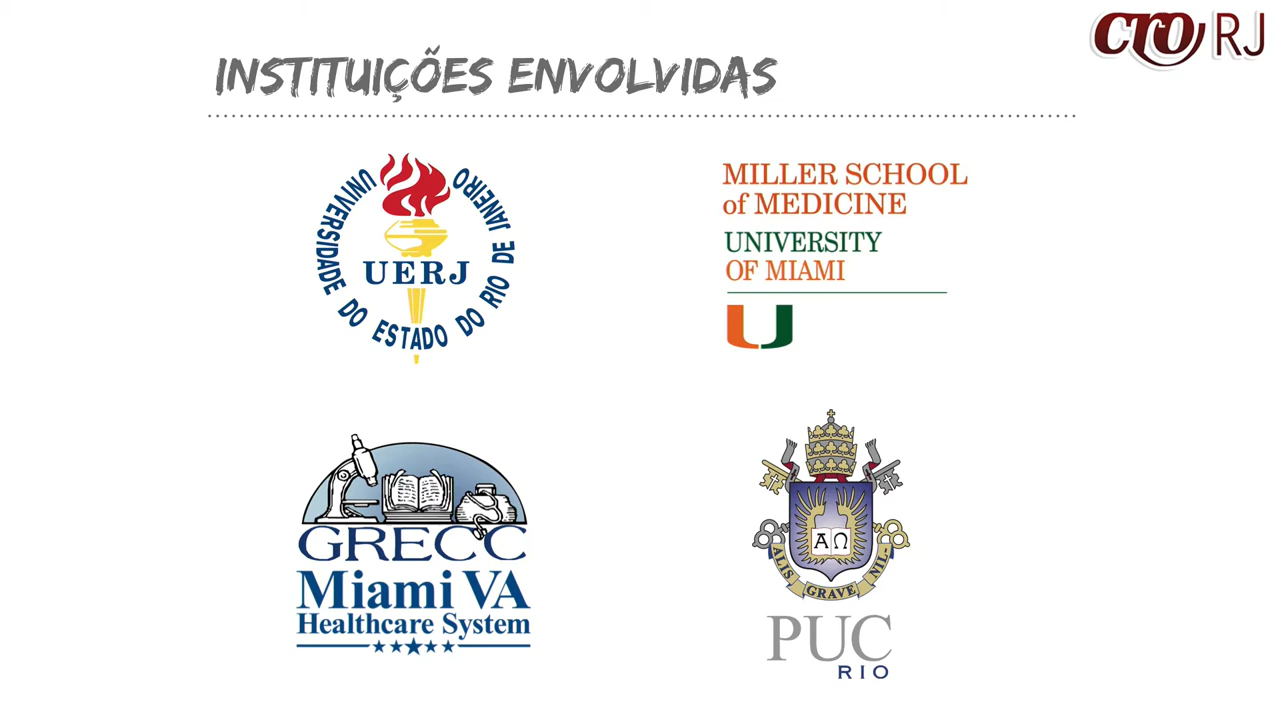 CRO RJ
INSTITUIÇÕES ENVOLVIDAS
UNIVERSIDADE DO ESTADO DO RIO DE JANEIRO
UERJ
MILLER SCHOOL
of MEDICINE
UNIVERSITY
OF MIAMI
U
GRECC
Miami VA
Healthcare System
ΑΩ
ALIS GRAVE NIL
PUC
RIO